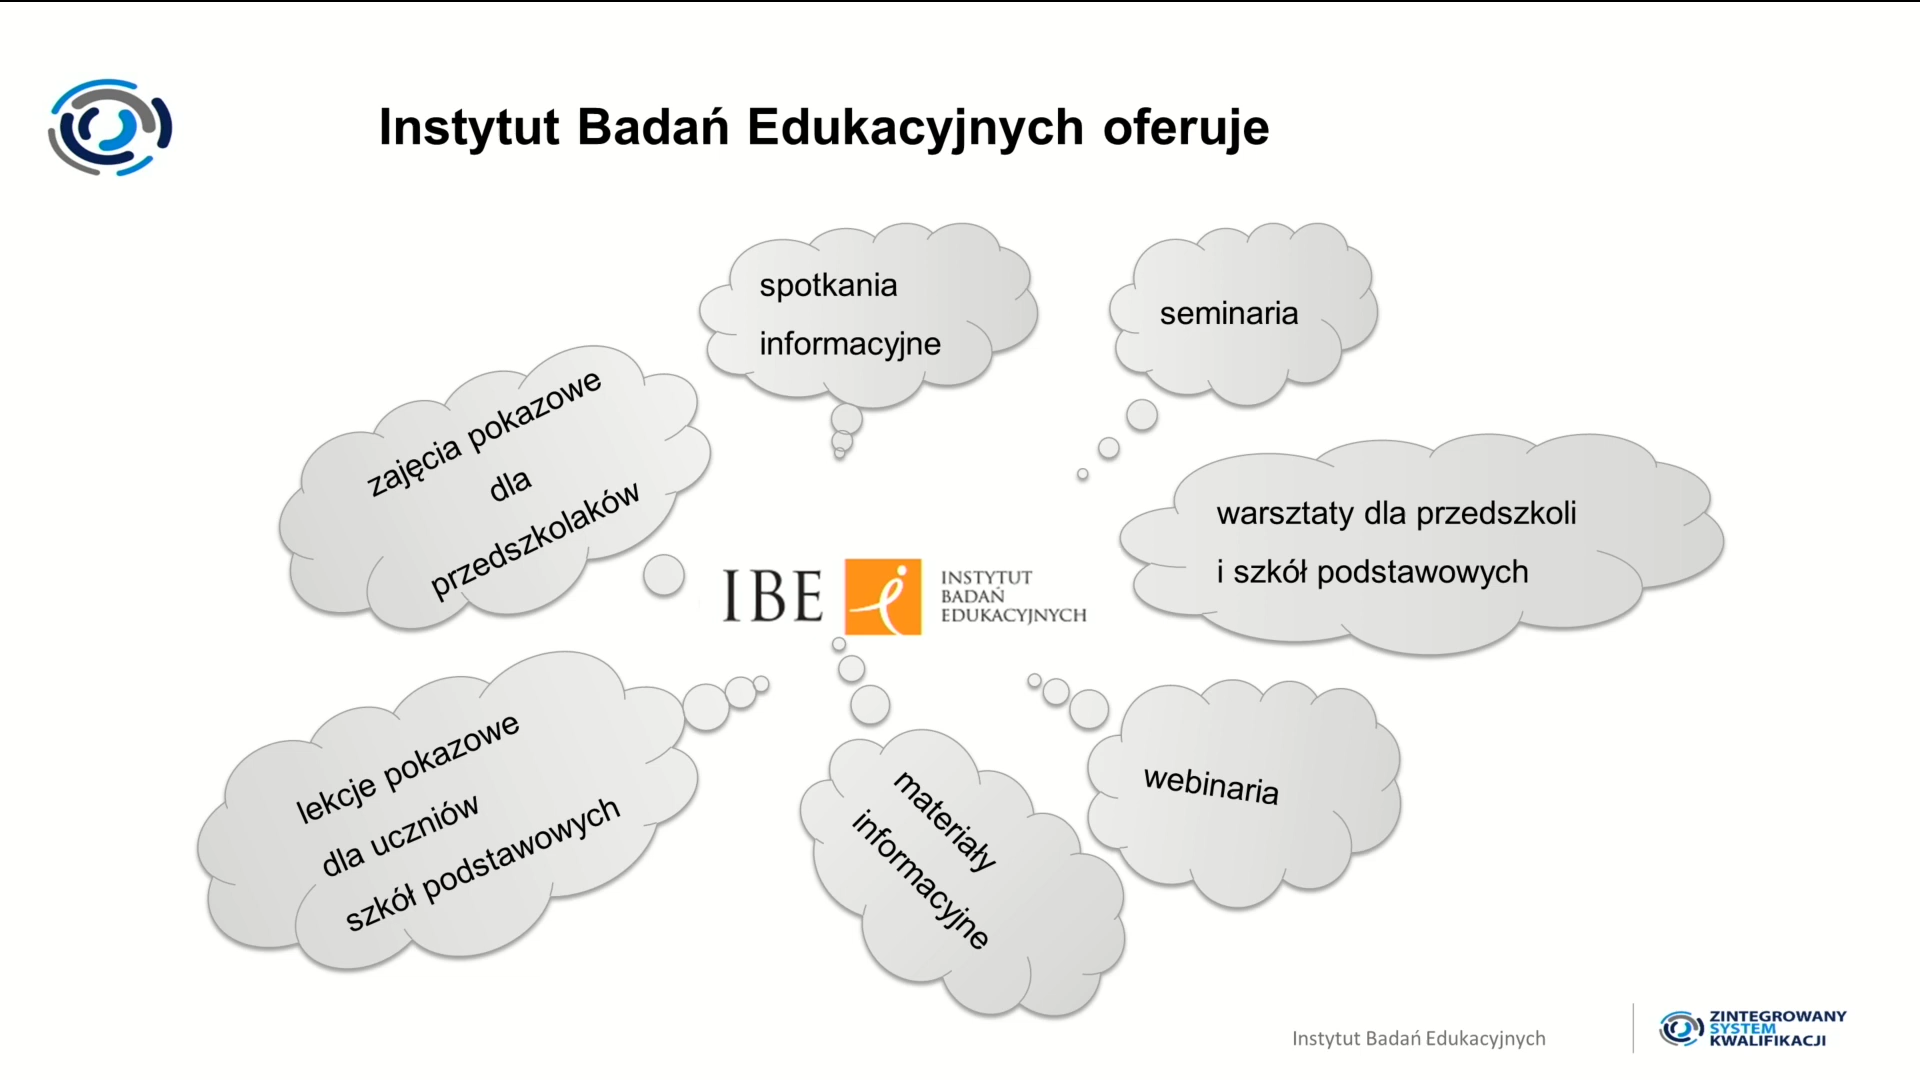 Instytut Badań Edukacyjnych oferuje
spotkania
informacyjne
seminaria
zajęcia pokazowe
dla
przedszkolaków
warsztaty dla przedszkoli
i szkół podstawowych
IBE
INSTYTUT
BADAŃ
EDUKACYJNYCH
lekcje pokazowe
dla uczniów
szkół podstawowych
materiały
informacyjne
webinaria
Instytut Badań Edukacyjnych
ZINTEGROWANY
SYSTEM
KWALIFIKACJI